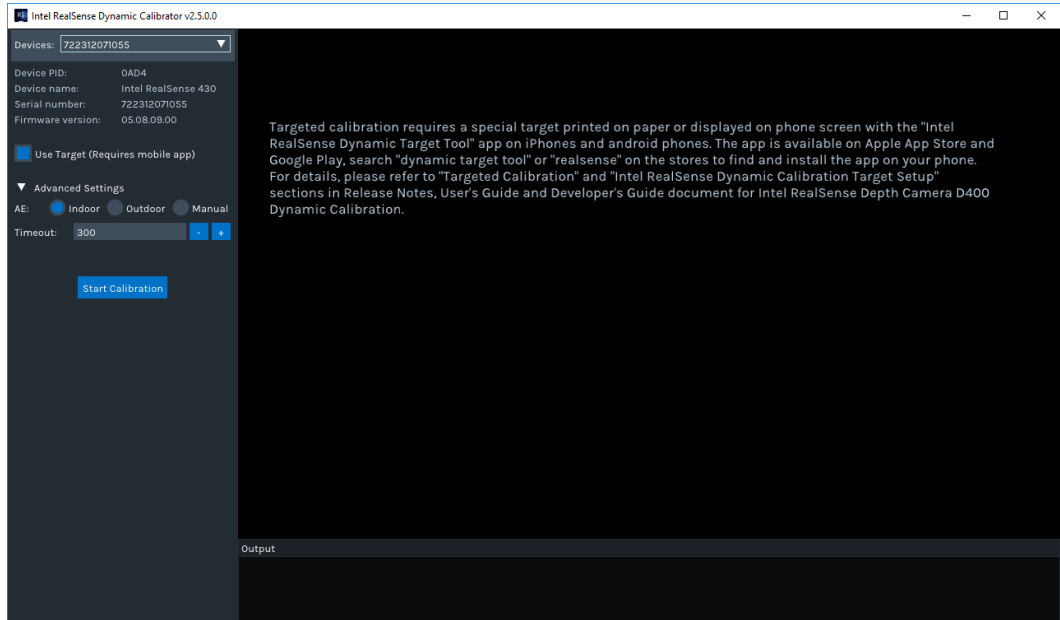 Intel RealSense Dynamic Calibrator v2.5.0.0
Devices: 722312071055
Device PID: 0AD4
Device name: Intel RealSense 430
Serial number: 722312071055
Firmware version: 05.08.09.00
Use Target (Requires mobile app)
Advanced Settings
AE: Indoor Outdoor Manual
Timeout: 300 - +
Start Calibration
Targeted calibration requires a special target printed on paper or displayed on phone screen with the "Intel
RealSense Dynamic Target Tool" app on iPhones and android phones. The app is available on Apple App Store and
Google Play, search "dynamic target tool" or "realsense" on the stores to find and install the app on your phone.
For details, please refer to "Targeted Calibration" and "Intel RealSense Dynamic Calibration Target Setup"
sections in Release Notes, User's Guide and Developer's Guide document for Intel RealSense Depth Camera D400
Dynamic Calibration.
Output